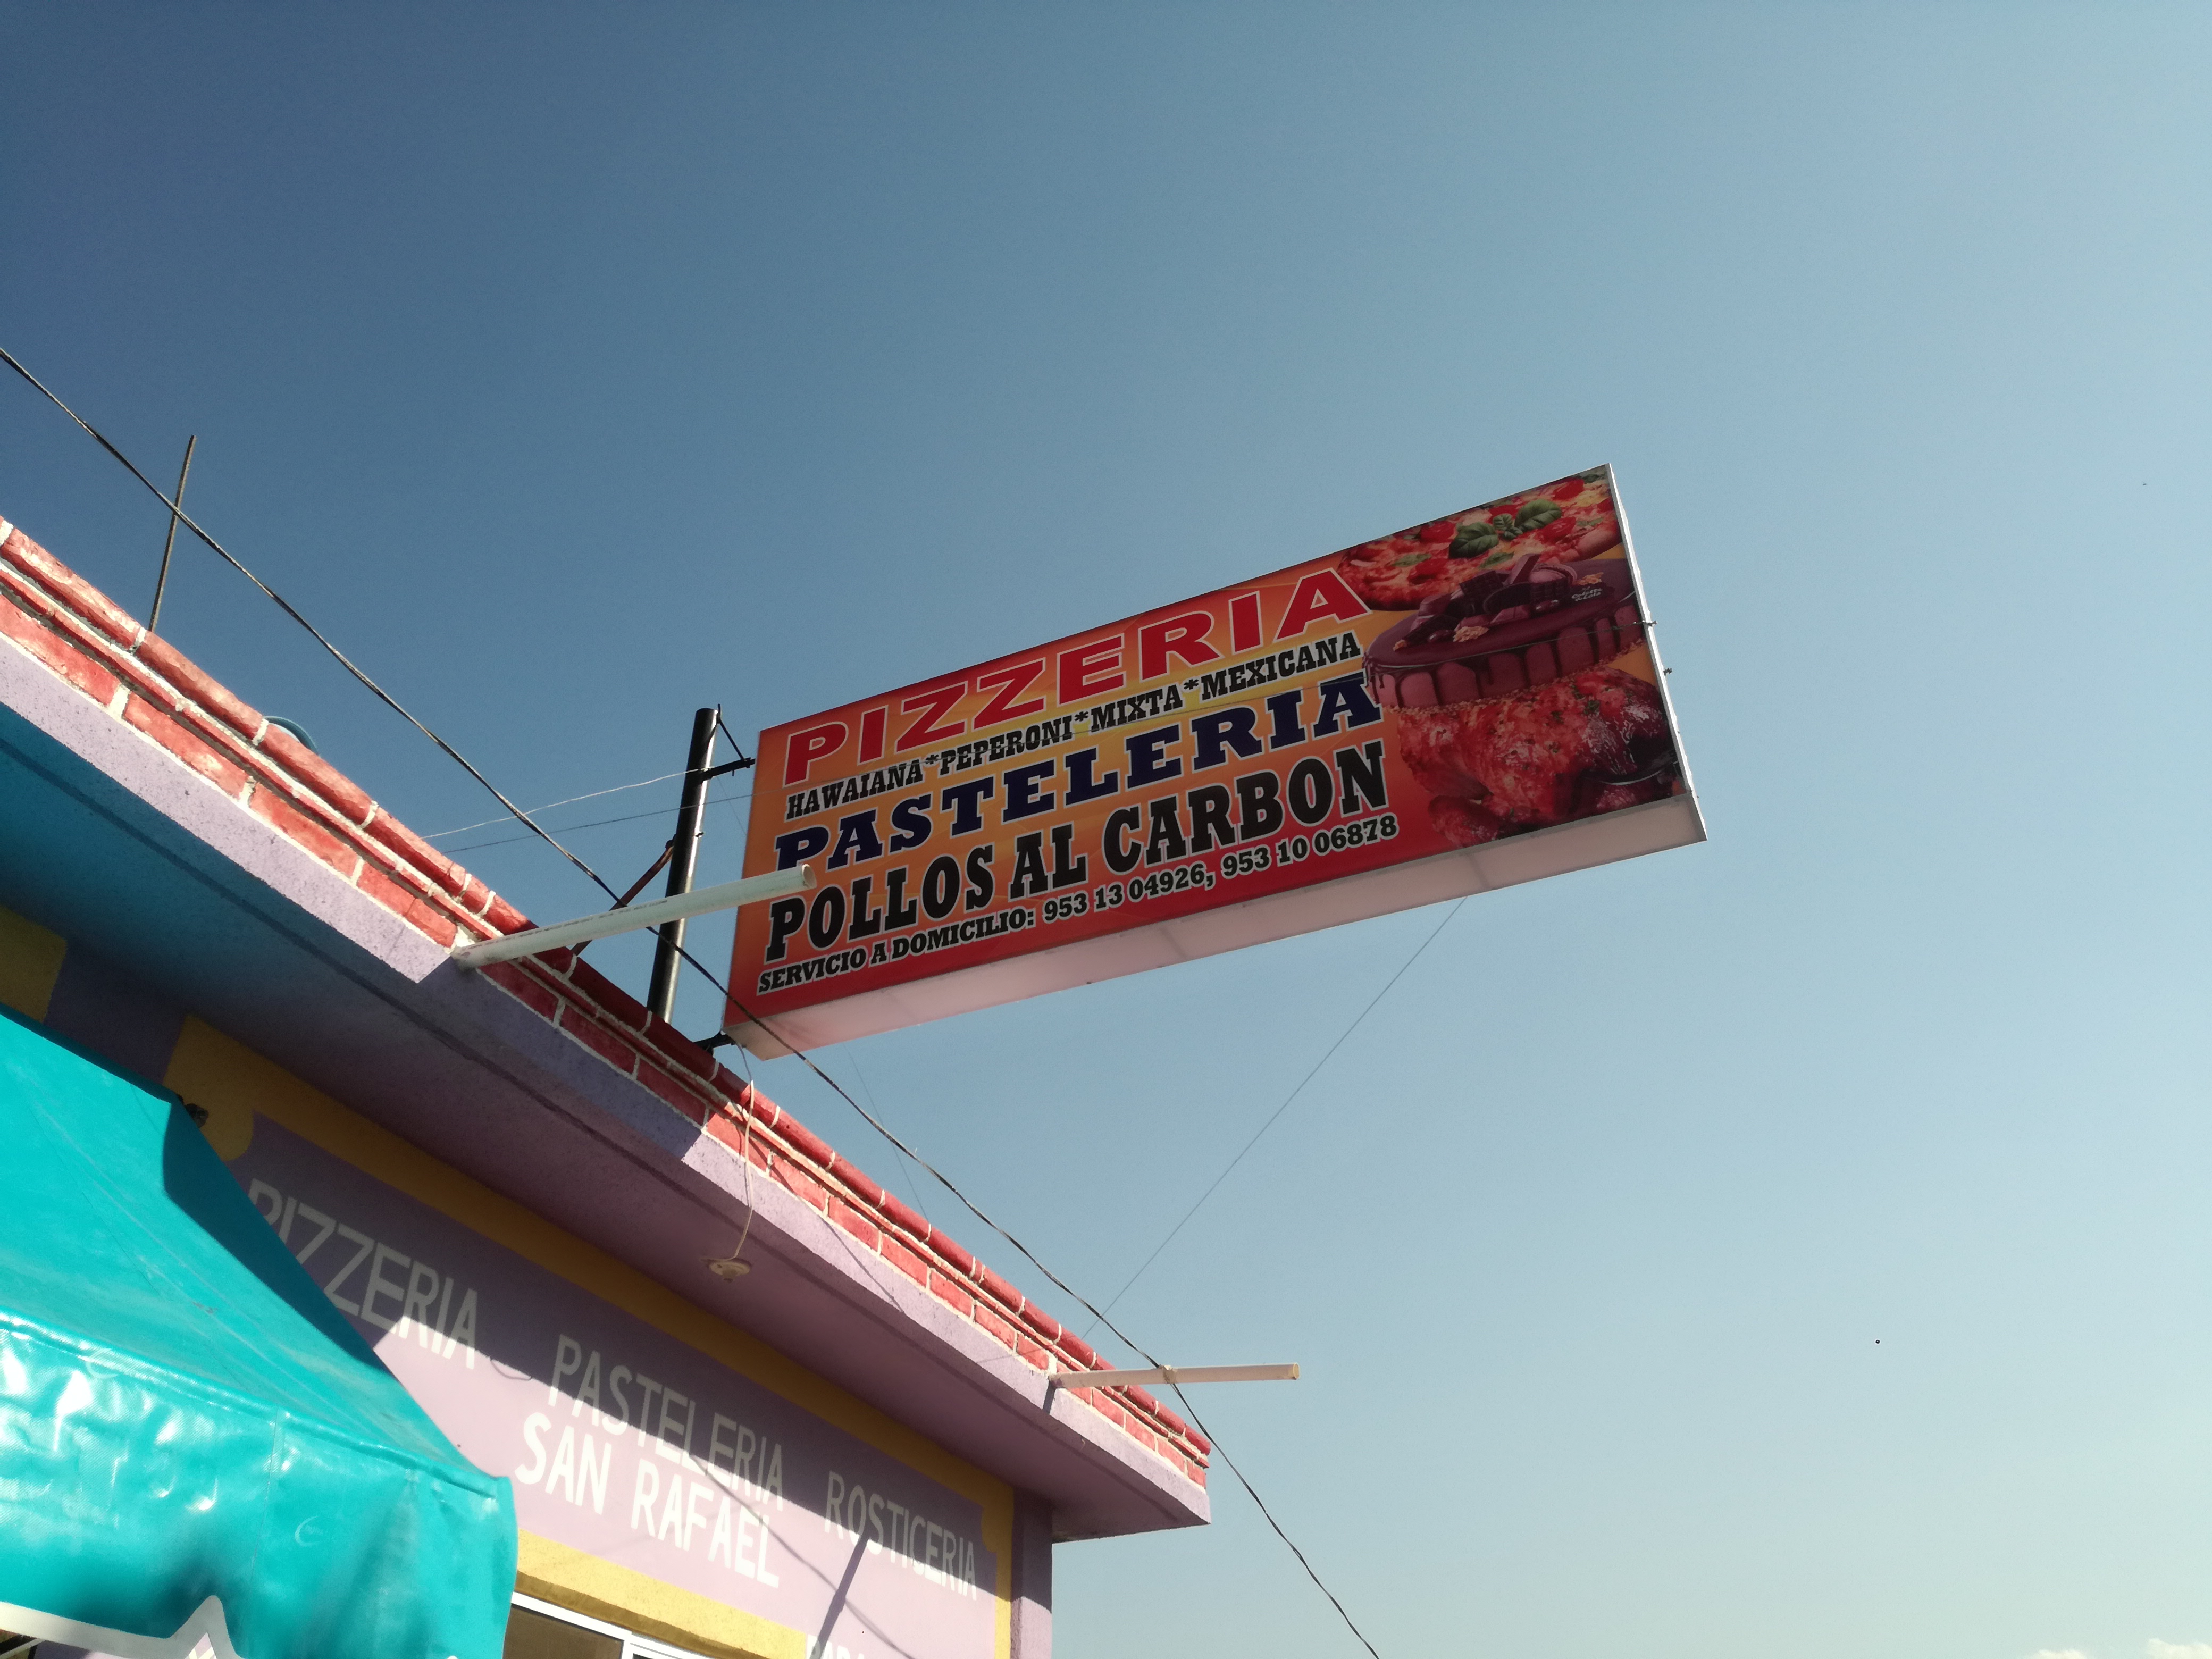 PIZZERIA
HAWAIANA*PEPERONI*MIXTA*MEXICANA
PASTELERIA
POLLOS AL CARBON
SERVICIO A DOMICILIO: 953 13 04926, 953 10 06878
PIZZERIA PASTELERIA ROSTICERIA
SAN RAFAEL